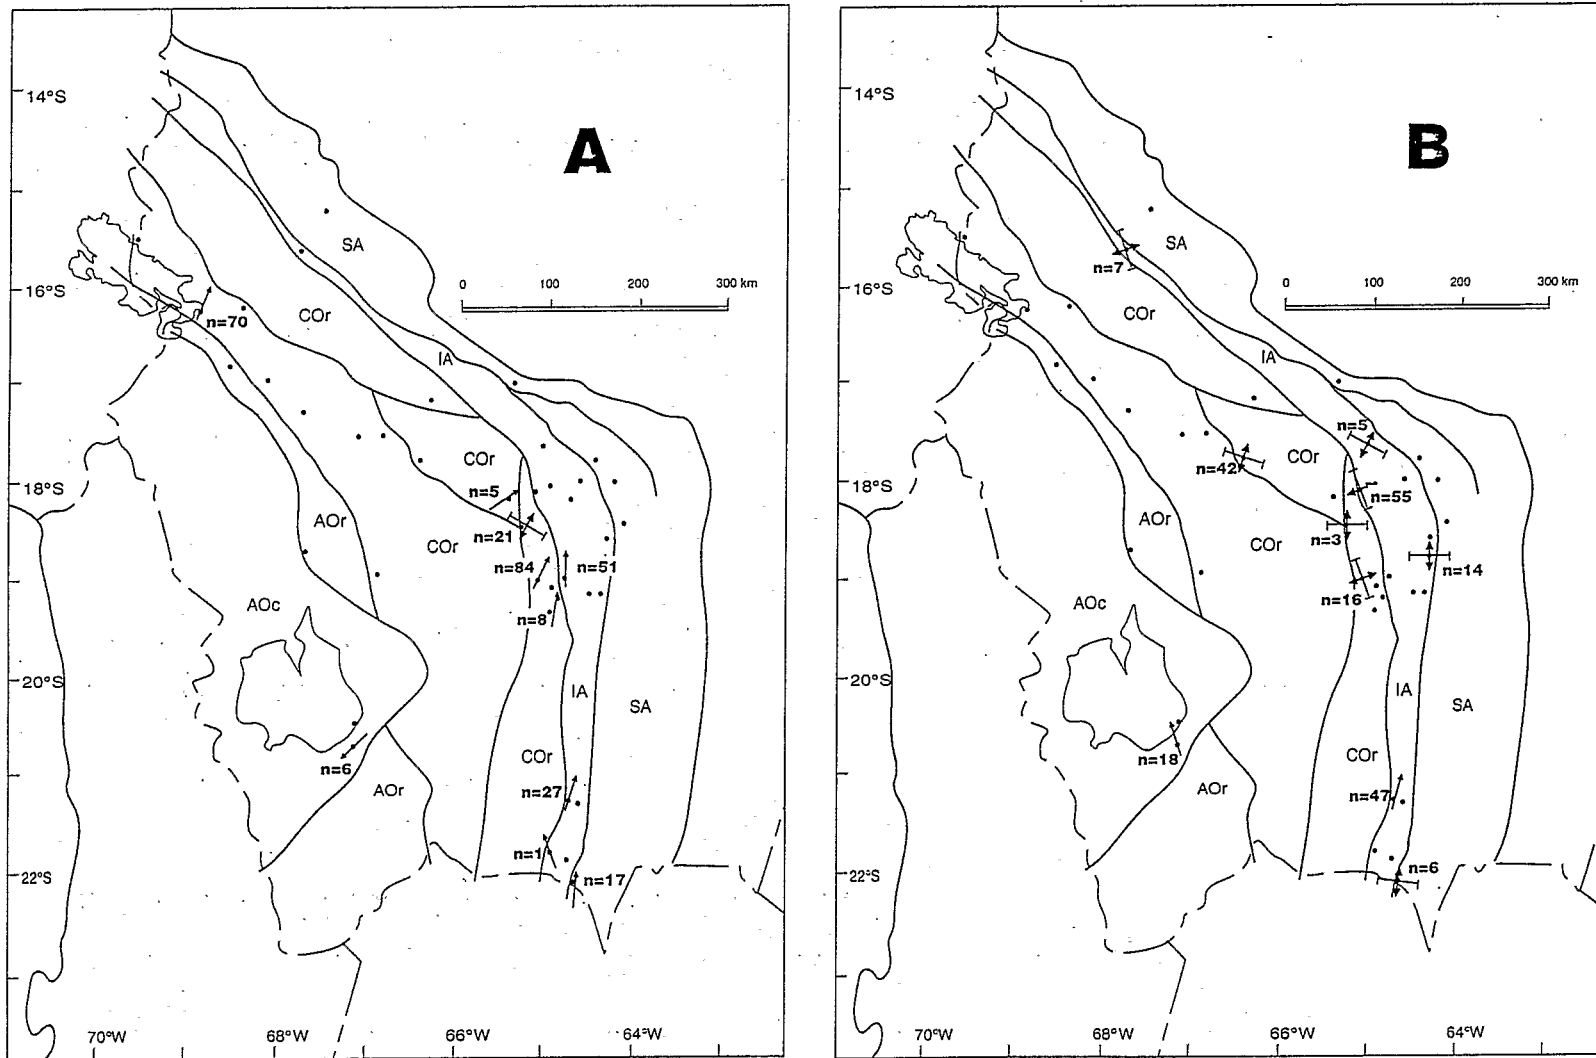 A
14°S
SA
16°S
0 100 200 300 km
n=70
COr
IA
COr
18°S
n=5
AOr
n=21
COr
n=84
n=51
AOc
n=8
20°S
IA
SA
COr
n=6
AOr
n=27
n=1
22°S
n=17
70°W 68°W 66°W 64°W
B
14°S
SA
n=7
16°S
0 100 200 300 km
COr
IA
n=5
COr
n=42
18°S
n=55
AOr
n=3
COr
n=14
AOc
n=16
20°S
IA
SA
COr
n=18
AOr
n=47
22°S
n=6
70°W 68°W 66°W 64°W